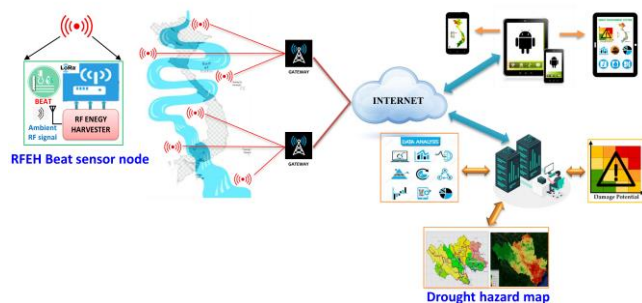 LoRa
BEAT
Ambient
RF signal
RF ENEGY
HARVESTER
RFEH Beat sensor node
GATEWAY
GATEWAY
INTERNET
DATA ANALYSIS
Damage Potential
Drought hazard map